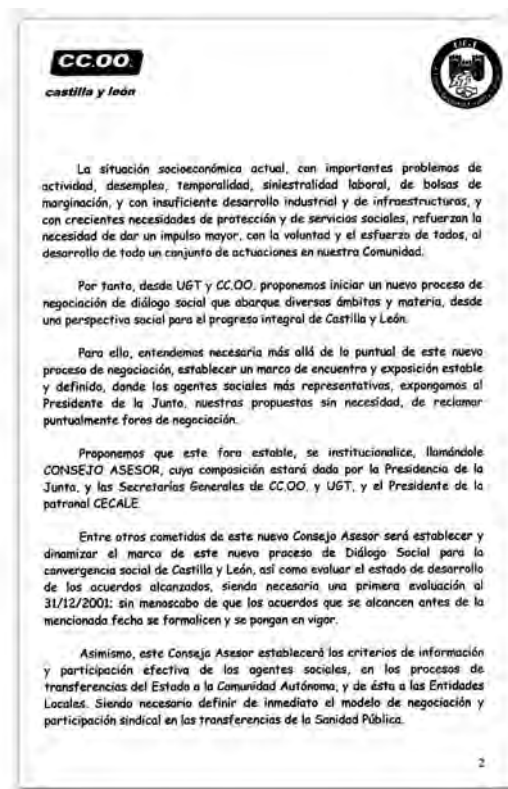 CC.OO.
castilla y león
UGT
La situación socioeconómica actual, con importantes problemas de
actividad, desempleo, temporalidad, siniestralidad laboral, de bolsas de
marginación, y con insuficiente desarrollo industrial y de infraestructuras, y
con crecientes necesidades de protección y de servicios sociales, refuerzan la
necesidad de dar un impulso mayor, con la voluntad y el esfuerzo de todos, al
desarrollo de todo un conjunto de actuaciones en nuestra Comunidad.
Por tanto, desde UGT y CC.OO. proponemos iniciar un nuevo proceso de
negociación de diálogo social que abarque diversos ámbitos y materia, desde
una perspectiva social para el progreso integral de Castilla y León.
Para ello, entendemos necesaria más allá de lo puntual de este nuevo
proceso de negociación, establecer un marco de encuentro y exposición estable
y definido, donde los agentes sociales más representativos, expongamos al
Presidente de la Junta, nuestras propuestas sin necesidad, de reclamar
puntualmente foros de negociación.
Proponemos que este foro estable, se institucionalice, llamándole
CONSEJO ASESOR, cuya composición estará dada por la Presidencia de la
Junta, y las Secretarías Generales de CC.OO. y UGT, y el Presidente de la
patronal CECALE.
Entre otros cometidos de este nuevo Consejo Asesor será establecer y
dinamizar el marco de este nuevo proceso de Diálogo Social para la
convergencia social de Castilla y León, así como evaluar el estado de desarrollo
de los acuerdos alcanzados, siendo necesaria una primera evaluación al
31/12/2001; sin menoscabo de que los acuerdos que se alcancen antes de la
mencionada fecha se formalicen y se pongan en vigor.
Asimismo, este Consejo Asesor establecerá los criterios de información
y participación efectiva de los agentes sociales, en los procesos de
transferencias del Estado a la Comunidad Autónoma, y de ésta a las Entidades
Locales. Siendo necesario definir de inmediato el modelo de negociación y
participación sindical en las transferencias de la Sanidad Pública.
2